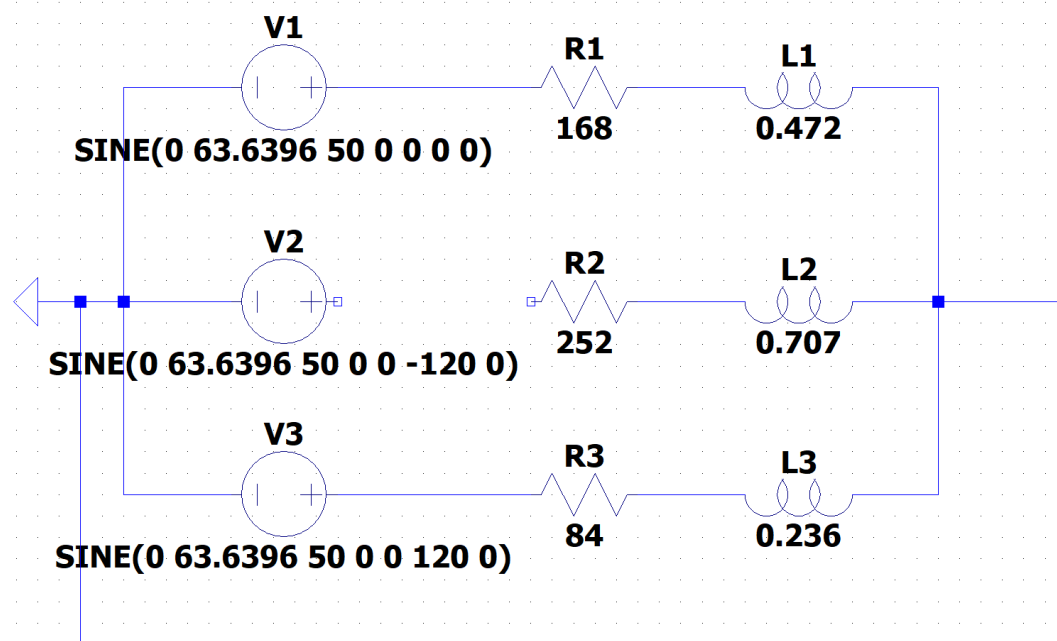 V1
R1
L1
168
0.472
SINE(0 63.6396 50 0 0 0 0)
V2
R2
L2
252
0.707
SINE(0 63.6396 50 0 0 -120 0)
V3
R3
L3
84
0.236
SINE(0 63.6396 50 0 0 120 0)